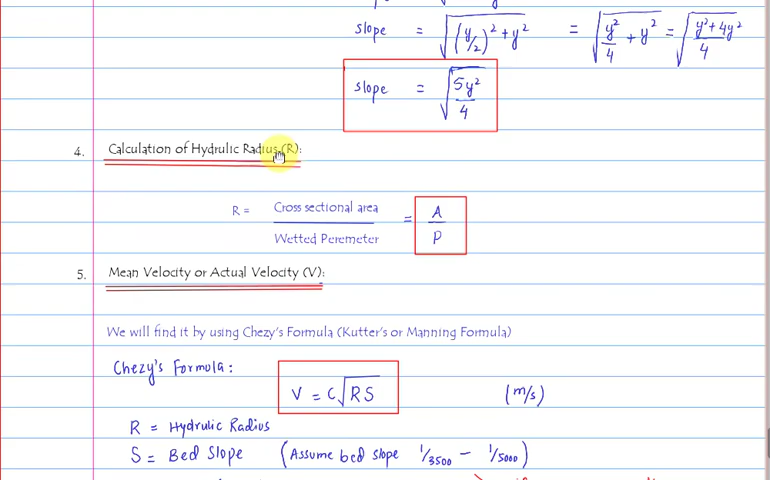 slope = √(y/2)² + y² = √y²/4 + y² = √y²+4y²/4
slope = √5y²/4
4. Calculation of Hydrulic Radius (R):
R = Cross sectional area / Wetted Peremeter = A/P
5. Mean Velocity or Actual Velocity (V):
We will find it by using Chezy's Formula (Kutter's or Manning Formula)
Chezy's Formula: V = C√RS (m/s)
R = Hydrulic Radius
S = Bed Slope (Assume bed slope 1/3500 – 1/5000)